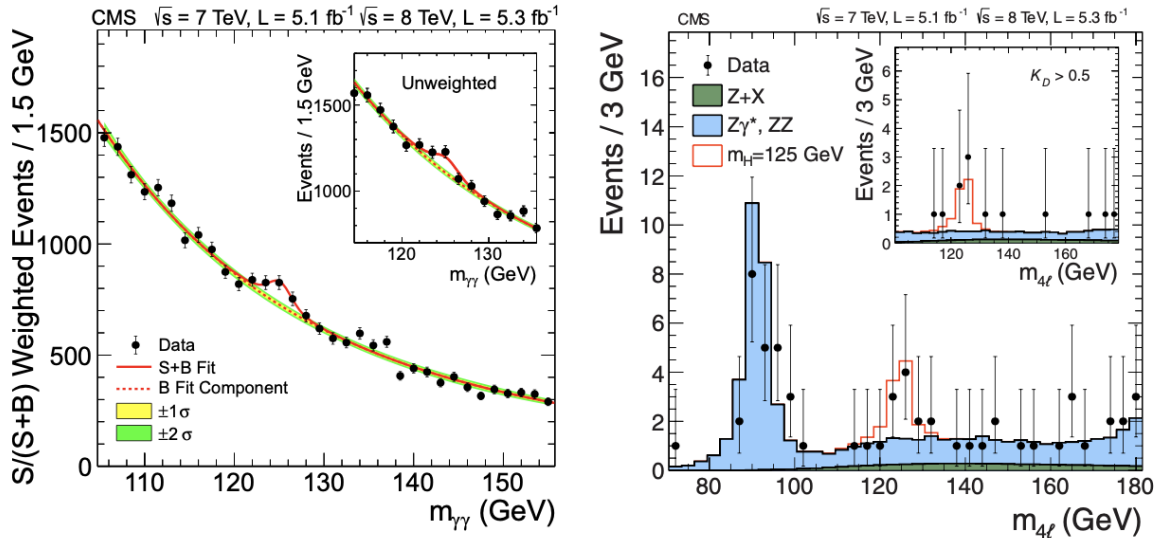 CMS √s = 7 TeV, L = 5.1 fb⁻¹ √s = 8 TeV, L = 5.3 fb⁻¹
S/(S+B) Weighted Events / 1.5 GeV
1500
1000
500
0
110 120 130 140 150
m_γγ (GeV)
Data
S+B Fit
B Fit Component
±1 σ
±2 σ
Unweighted
Events / 1.5 GeV
1500
1000
120 130
m_γγ (GeV)
CMS √s = 7 TeV, L = 5.1 fb⁻¹ √s = 8 TeV, L = 5.3 fb⁻¹
Events / 3 GeV
16
14
12
10
8
6
4
2
0
80 100 120 140 160 180
m_4ℓ (GeV)
Data
Z+X
Zγ*, ZZ
m_H=125 GeV
K_D > 0.5
Events / 3 GeV
6
5
4
3
2
1
0
120 140 160
m_4ℓ (GeV)